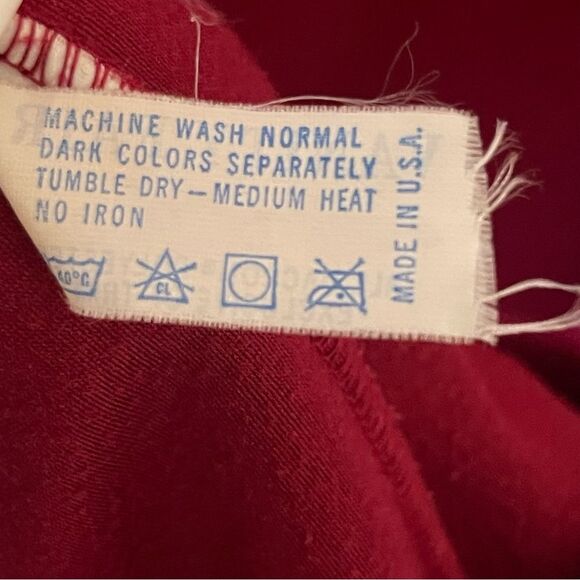 MACHINE WASH NORMAL
DARK COLORS SEPARATELY
TUMBLE DRY—MEDIUM HEAT
NO IRON
40°C
CL
MADE IN U.S.A.